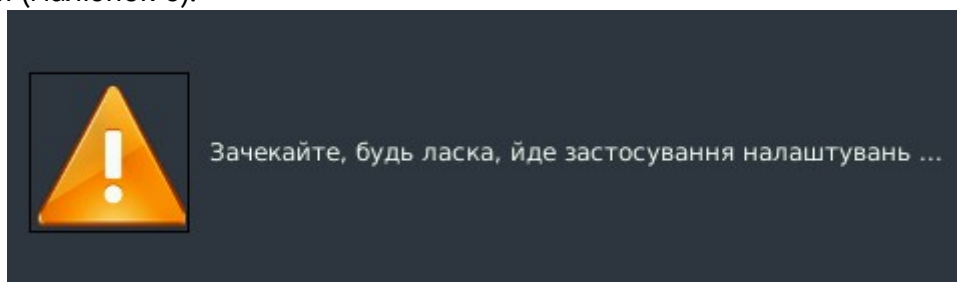 Зачекайте, будь ласка, йде застосування налаштувань ...